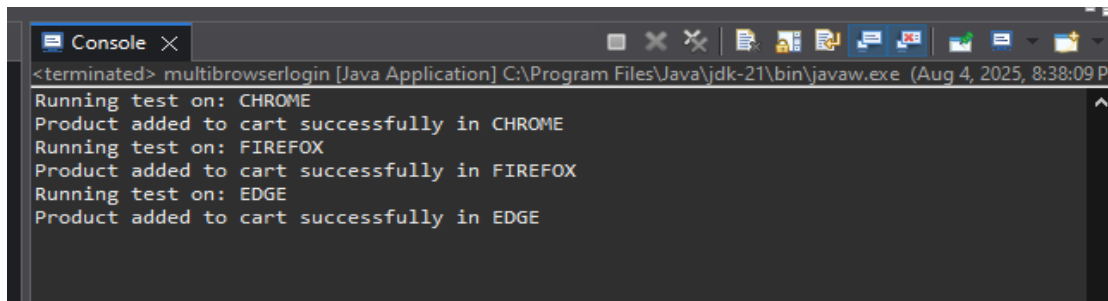 Console
<terminated> multibrowserlogin [Java Application] C:\Program Files\Java\jdk-21\bin\javaw.exe (Aug 4, 2025, 8:38:09 P
Running test on: CHROME
Product added to cart successfully in CHROME
Running test on: FIREFOX
Product added to cart successfully in FIREFOX
Running test on: EDGE
Product added to cart successfully in EDGE